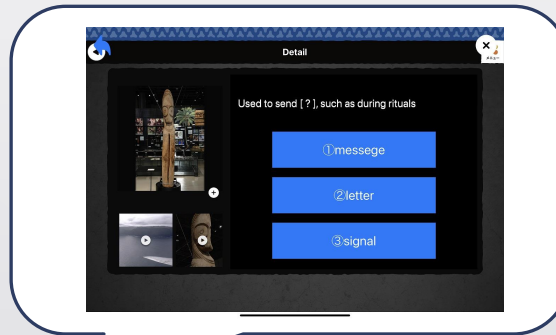 Detail
Used to send [ ? ], such as during rituals
①messege
②letter
③signal